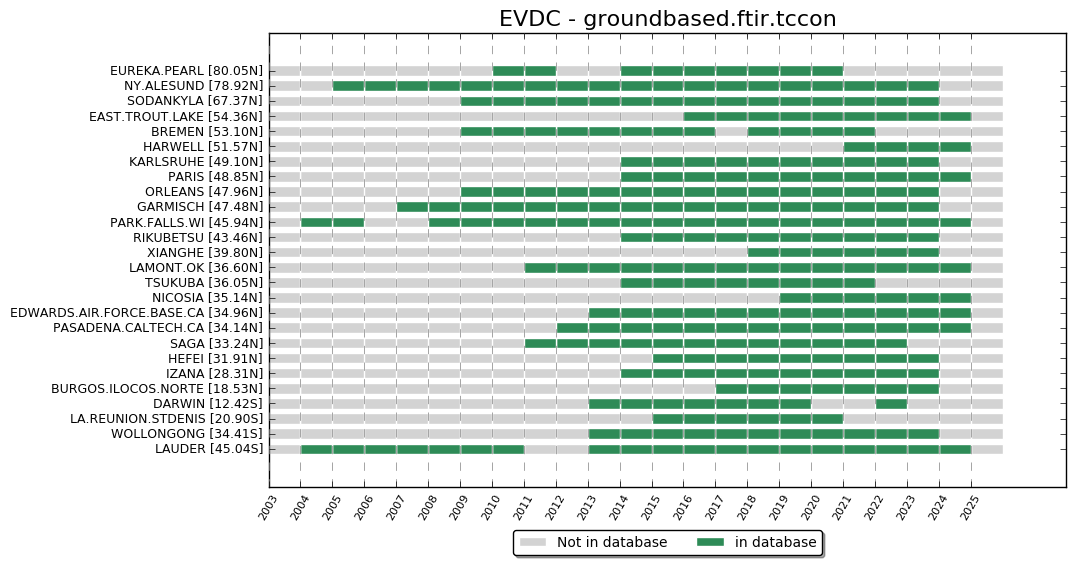 EVDC - groundbased.ftir.tccon
EUREKA.PEARL [80.05N]
NY.ALESUND [78.92N]
SODANKYLA [67.37N]
EAST.TROUT.LAKE [54.36N]
BREMEN [53.10N]
HARWELL [51.57N]
KARLSRUHE [49.10N]
PARIS [48.85N]
ORLEANS [47.96N]
GARMISCH [47.48N]
PARK.FALLS.WI [45.94N]
RIKUBETSU [43.46N]
XIANGHE [39.80N]
LAMONT.OK [36.60N]
TSUKUBA [36.05N]
NICOSIA [35.14N]
EDWARDS.AIR.FORCE.BASE.CA [34.96N]
PASADENA.CALTECH.CA [34.14N]
SAGA [33.24N]
HEFEI [31.91N]
IZANA [28.31N]
BURGOS.ILOCOS.NORTE [18.53N]
DARWIN [12.42S]
LA.REUNION.STDENIS [20.90S]
WOLLONGONG [34.41S]
LAUDER [45.04S]
2003 2004 2005 2006 2007 2008 2009 2010 2011 2012 2013 2014 2015 2016 2017 2018 2019 2020 2021 2022 2023 2024 2025
Not in database in database